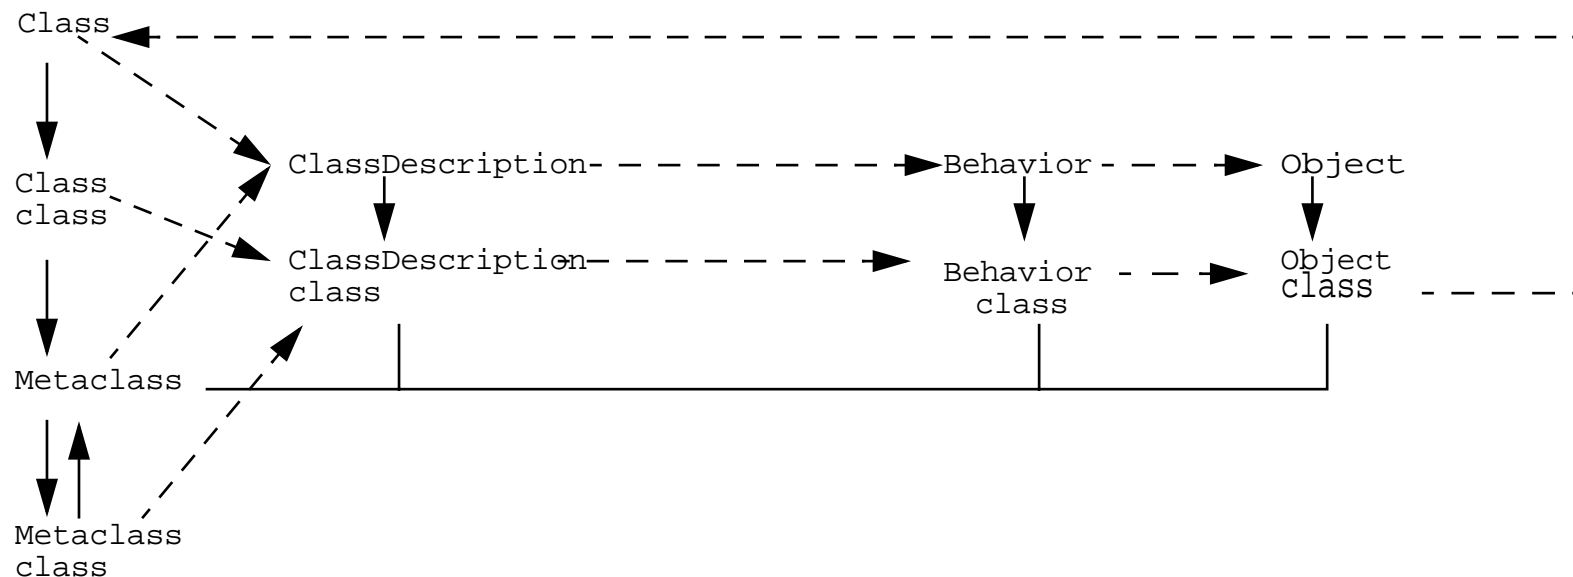 Class
ClassDescription
Behavior
Object
Class
class
ClassDescription
class
Behavior
class
Object
class
Metaclass
Metaclass
class